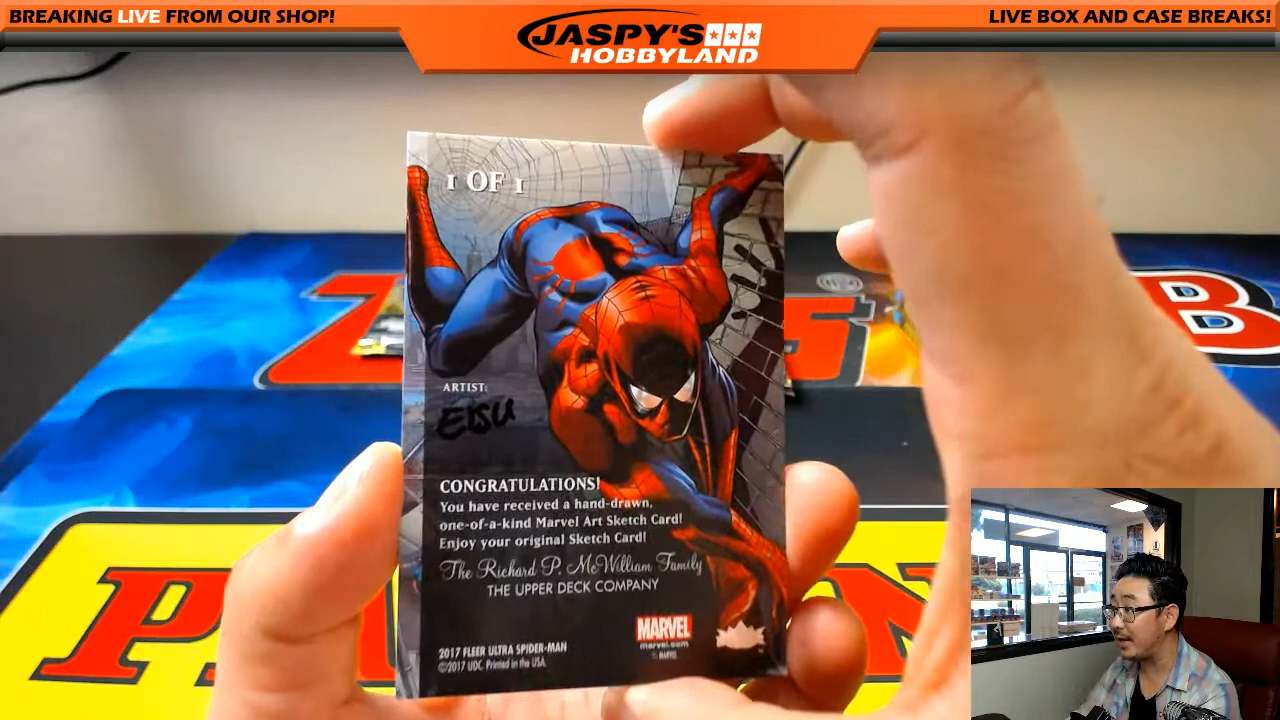 BREAKING LIVE FROM OUR SHOP!
JASPY'S
HOBBYLAND
LIVE BOX AND CASE BREAKS!
1 OF 1
ARTIST:
CONGRATULATIONS!
You have received a hand-drawn,
one-of-a-kind Marvel Art Sketch Card!
Enjoy your original Sketch Card!
The Richard P. McWilliam Family
THE UPPER DECK COMPANY
MARVEL
marvel.com
© MARVEL
2017 FLEER ULTRA SPIDER-MAN
©2017 UDC. Printed in the USA.